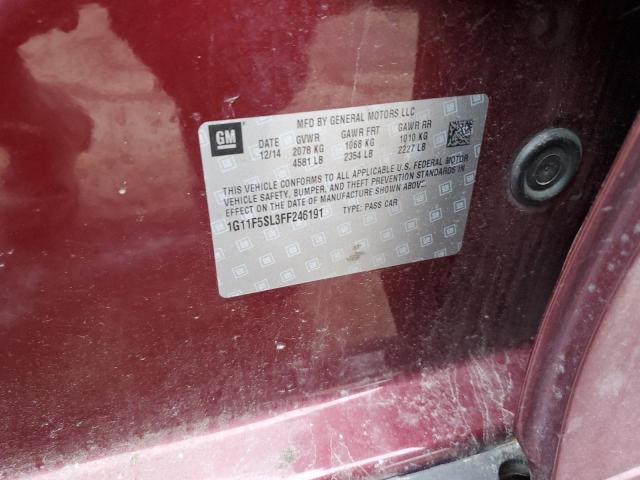 GM
MFD BY GENERAL MOTORS LLC
DATE GVWR GAWR FRT GAWR RR
12/14 2078 KG 1068 KG 1010 KG
4581 LB 2354 LB 2227 LB
THIS VEHICLE CONFORMS TO ALL APPLICABLE U.S. FEDERAL MOTOR
VEHICLE SAFETY, BUMPER, AND THEFT PREVENTION STANDARDS IN
EFFECT ON THE DATE OF MANUFACTURE SHOWN ABOVE.
1G11F5SL3FF246191 TYPE: PASS CAR